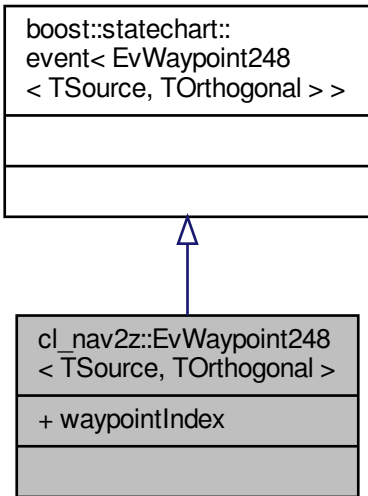 boost::statechart::
event< EvWaypoint248
< TSource, TOrthogonal > >
cl_nav2z::EvWaypoint248
< TSource, TOrthogonal >
+ waypointIndex